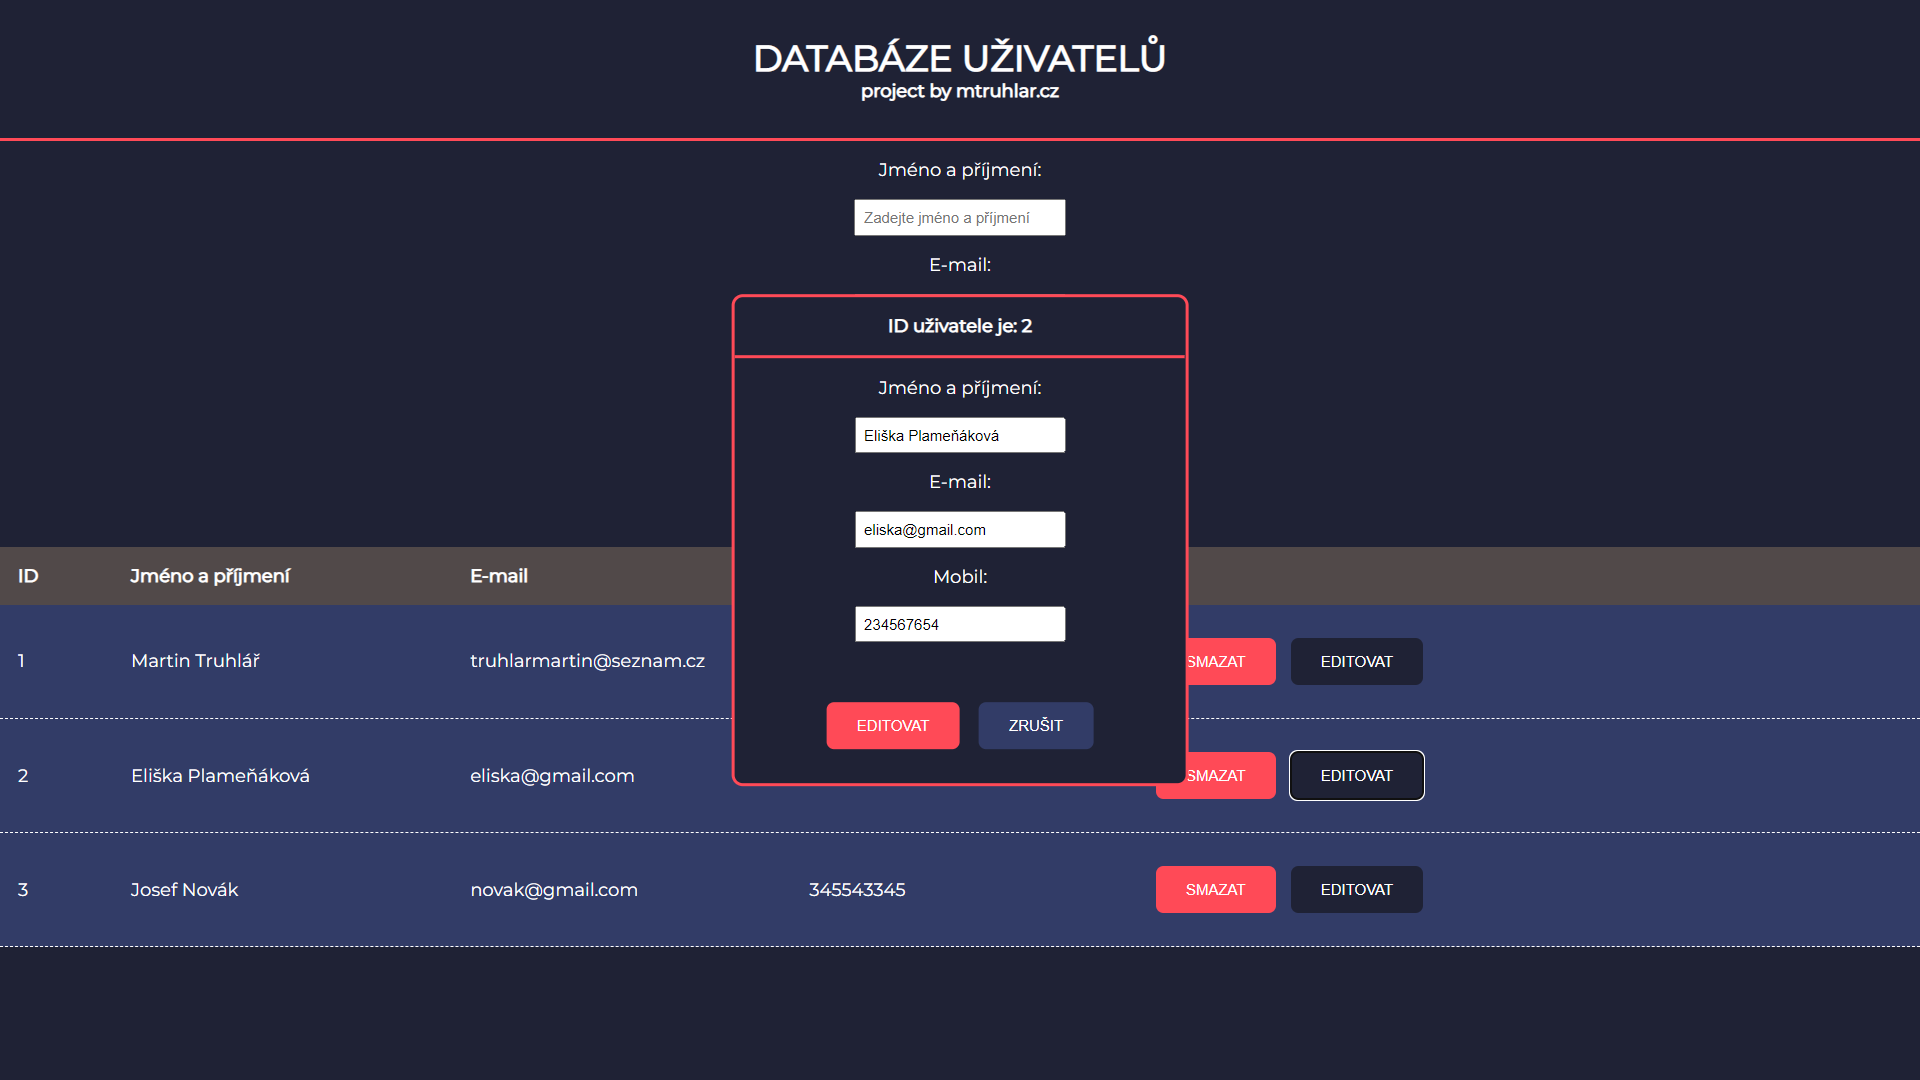 DATABÁZE UŽIVATELŮ
project by mtruhlar.cz
Jméno a příjmení:
Zadejte jméno a příjmení
E-mail:
ID uživatele je: 2
Jméno a příjmení:
Eliška Plameňáková
E-mail:
eliska@gmail.com
Mobil:
234567654
EDITOVAT ZRUŠIT
ID Jméno a příjmení E-mail
1 Martin Truhlář truhlarmartin@seznam.cz SMAZAT EDITOVAT
2 Eliška Plameňáková eliska@gmail.com SMAZAT EDITOVAT
3 Josef Novák novak@gmail.com 345543345 SMAZAT EDITOVAT